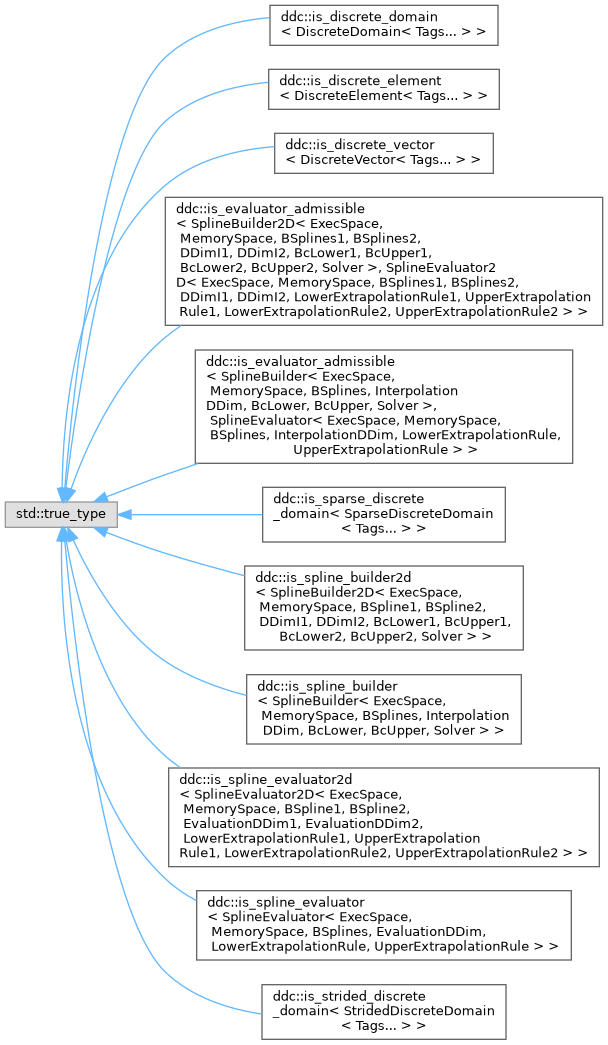 ddc::is_discrete_domain
< DiscreteDomain< Tags... > >
ddc::is_discrete_element
< DiscreteElement< Tags... > >
ddc::is_discrete_vector
< DiscreteVector< Tags... > >
ddc::is_evaluator_admissible
< SplineBuilder2D< ExecSpace,
MemorySpace, BSplines1, BSplines2,
DDimI1, DDimI2, BcLower1, BcUpper1,
BcLower2, BcUpper2, Solver >, SplineEvaluator2
D< ExecSpace, MemorySpace, BSplines1, BSplines2,
DDimI1, DDimI2, LowerExtrapolationRule1, UpperExtrapolation
Rule1, LowerExtrapolationRule2, UpperExtrapolationRule2 > >
ddc::is_evaluator_admissible
< SplineBuilder< ExecSpace,
MemorySpace, BSplines, Interpolation
DDim, BcLower, BcUpper, Solver >,
SplineEvaluator< ExecSpace, MemorySpace,
BSplines, InterpolationDDim, LowerExtrapolationRule,
UpperExtrapolationRule > >
std::true_type
ddc::is_sparse_discrete
_domain< SparseDiscreteDomain
< Tags... > >
ddc::is_spline_builder2d
< SplineBuilder2D< ExecSpace,
MemorySpace, BSpline1, BSpline2,
DDimI1, DDimI2, BcLower1, BcUpper1,
BcLower2, BcUpper2, Solver > >
ddc::is_spline_builder
< SplineBuilder< ExecSpace,
MemorySpace, BSplines, Interpolation
DDim, BcLower, BcUpper, Solver > >
ddc::is_spline_evaluator2d
< SplineEvaluator2D< ExecSpace,
MemorySpace, BSpline1, BSpline2,
EvaluationDDim1, EvaluationDDim2,
LowerExtrapolationRule1, UpperExtrapolation
Rule1, LowerExtrapolationRule2, UpperExtrapolationRule2 > >
ddc::is_spline_evaluator
< SplineEvaluator< ExecSpace,
MemorySpace, BSplines, EvaluationDDim,
LowerExtrapolationRule, UpperExtrapolationRule > >
ddc::is_strided_discrete
_domain< StridedDiscreteDomain
< Tags... > >